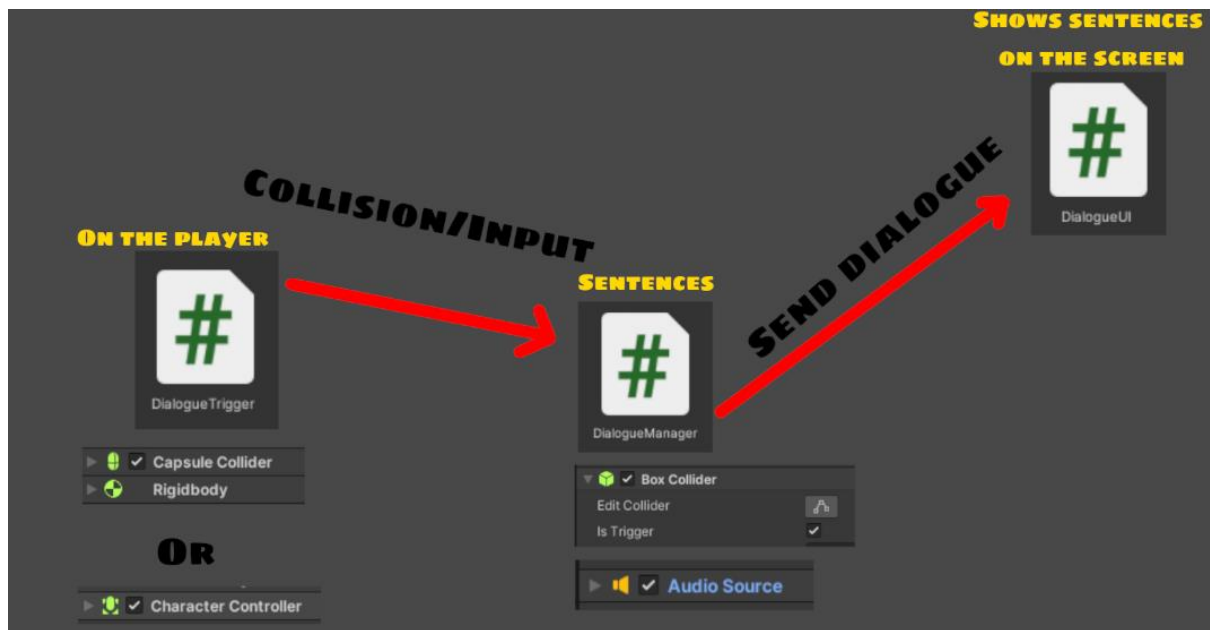 SHOWS SENTENCES
ON THE SCREEN
#
DialogueUI
COLLISION/INPUT
SEND DIALOGUE
ON THE PLAYER
#
DialogueTrigger
Capsule Collider
Rigidbody
OR
Character Controller
SENTENCES
#
DialogueManager
Box Collider
Edit Collider
Is Trigger
Audio Source